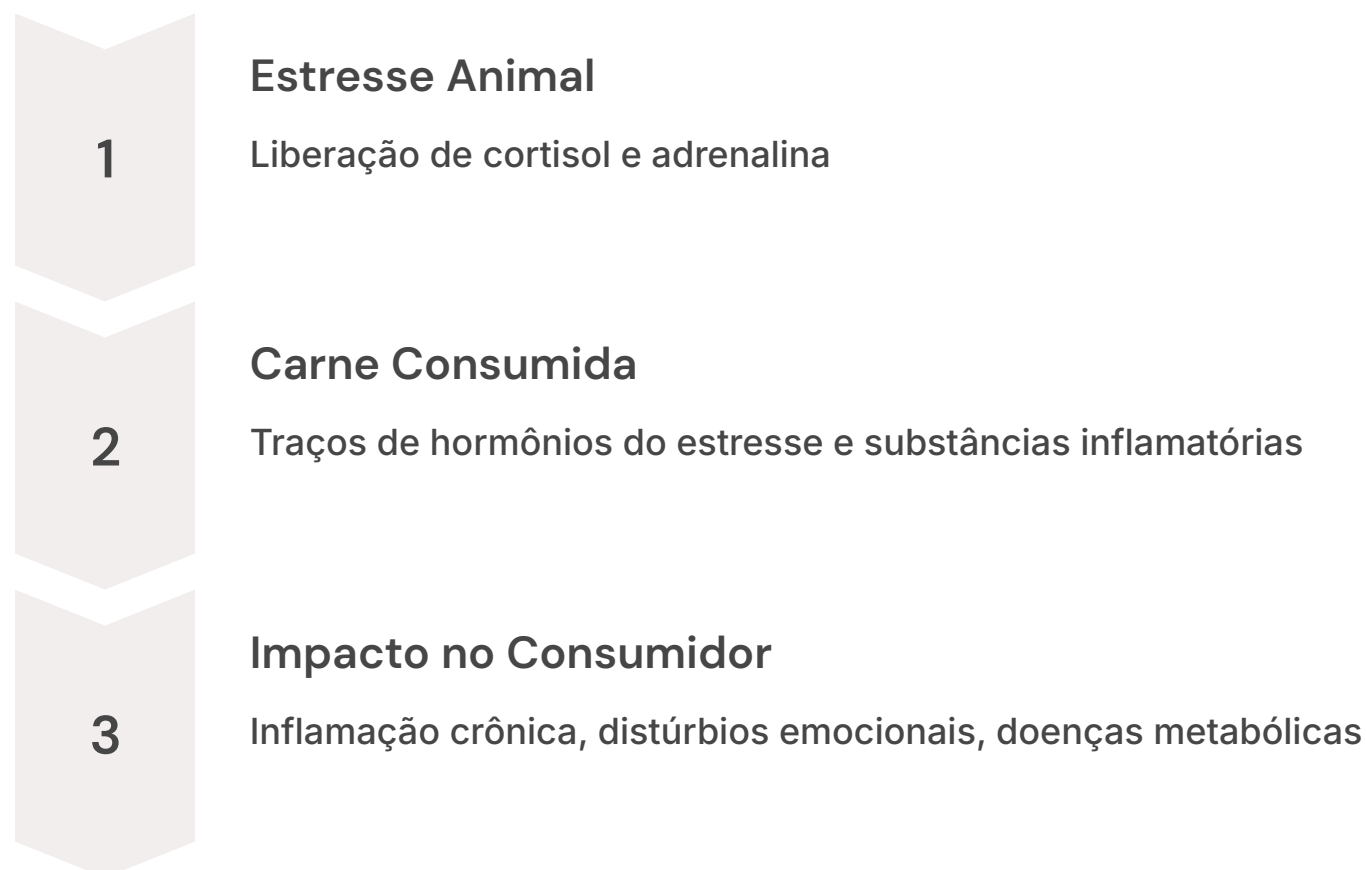 1
Estresse Animal
Liberação de cortisol e adrenalina
2
Carne Consumida
Traços de hormônios do estresse e substâncias inflamatórias
3
Impacto no Consumidor
Inflamação crônica, distúrbios emocionais, doenças metabólicas